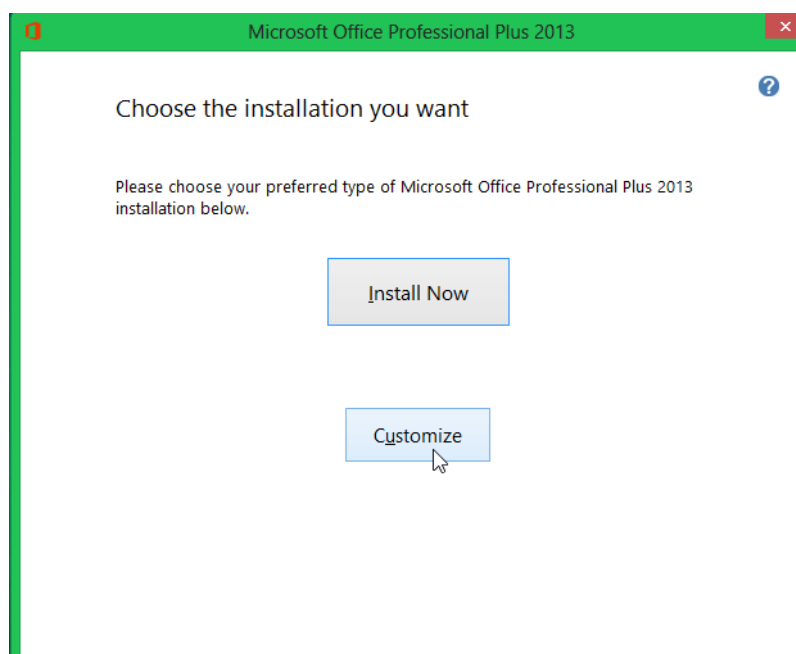 Microsoft Office Professional Plus 2013
Choose the installation you want
Please choose your preferred type of Microsoft Office Professional Plus 2013
installation below.
Install Now
Customize